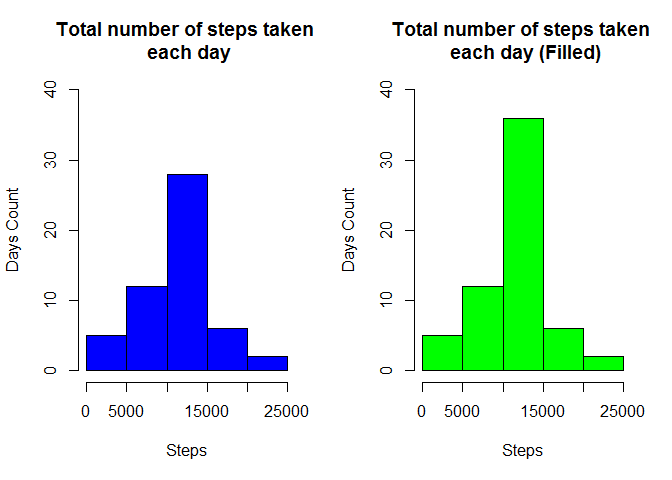 Total number of steps taken
each day
Days Count
40
30
20
10
0
0 5000 15000 25000
Steps
Total number of steps taken
each day (Filled)
Days Count
40
30
20
10
0
0 5000 15000 25000
Steps